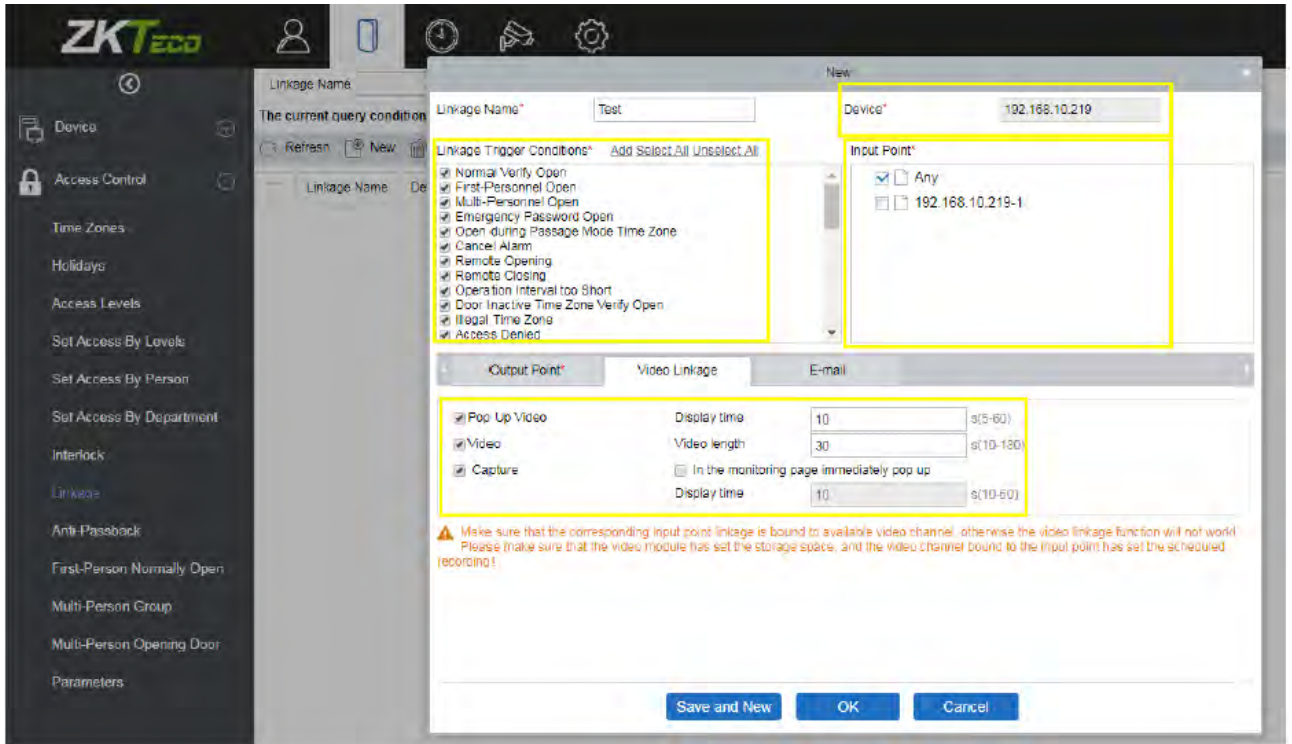 ZKTeco
New
Linkage Name
The current query condition
Refresh New
Linkage Name De
Device
Access Control
Time Zones
Holidays
Access Levels
Set Access By Levels
Set Access By Person
Set Access By Department
Interlock
Linkage
Anti-Passback
First-Person Normally Open
Multi-Person Group
Multi-Person Opening Door
Parameters
Linkage Name* Test
Device* 192.168.10.219
Linkage Trigger Conditions* Add Select All Unselect All
Normal Verify Open
First-Personnel Open
Multi-Personnel Open
Emergency Password Open
Open during Passage Mode Time Zone
Cancel Alarm
Remote Opening
Remote Closing
Operation Interval too Short
Door Inactive Time Zone Verify Open
Illegal Time Zone
Access Denied
Input Point*
Any
192.168.10.219-1
Output Point* Video Linkage E-mail
Pop Up Video Display time 10 s(5-60)
Video Video length 30 s(10-180)
Capture In the monitoring page immediately pop up
Display time 10 s(10-60)
Make sure that the corresponding input point linkage is bound to available video channel, otherwise the video linkage function will not work!
Please make sure that the video module has set the storage space, and the video channel bound to the input point has set the scheduled
recording!
Save and New OK Cancel